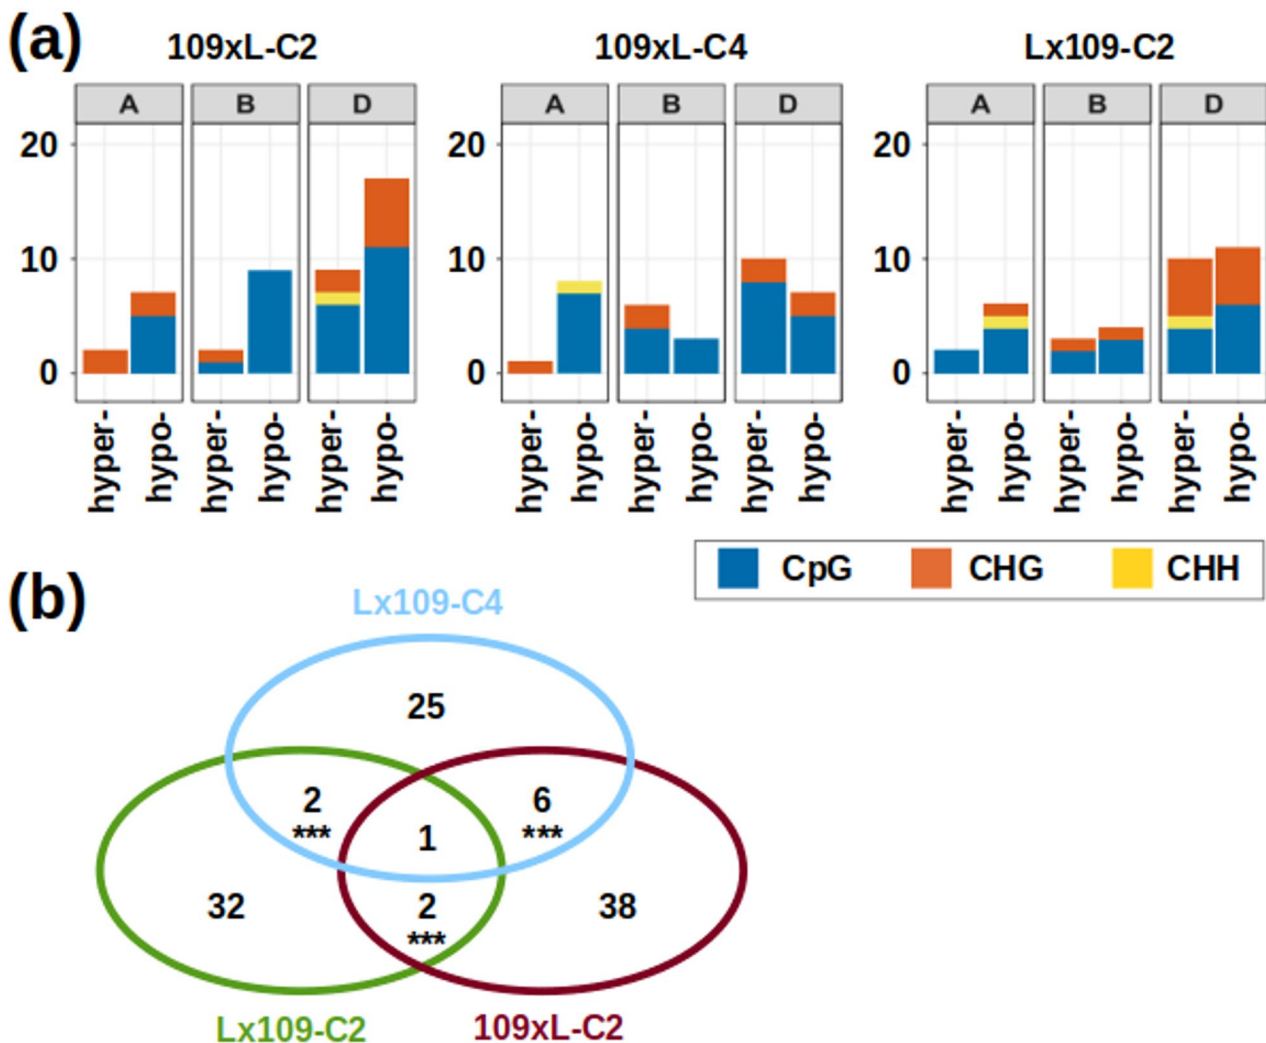 (a)
109xL-C2 109xL-C4 Lx109-C2
A B D A B D A B D
20 20 20
10 10 10
0 0 0
hyper- hypo- hyper- hypo- hyper- hypo- hyper- hypo- hyper- hypo- hyper- hypo- hyper- hypo- hyper- hypo- hyper- hypo-
CpG CHG CHH
(b)
Lx109-C4
25
2 6
*** ***
1
32 2 38
***
Lx109-C2 109xL-C2